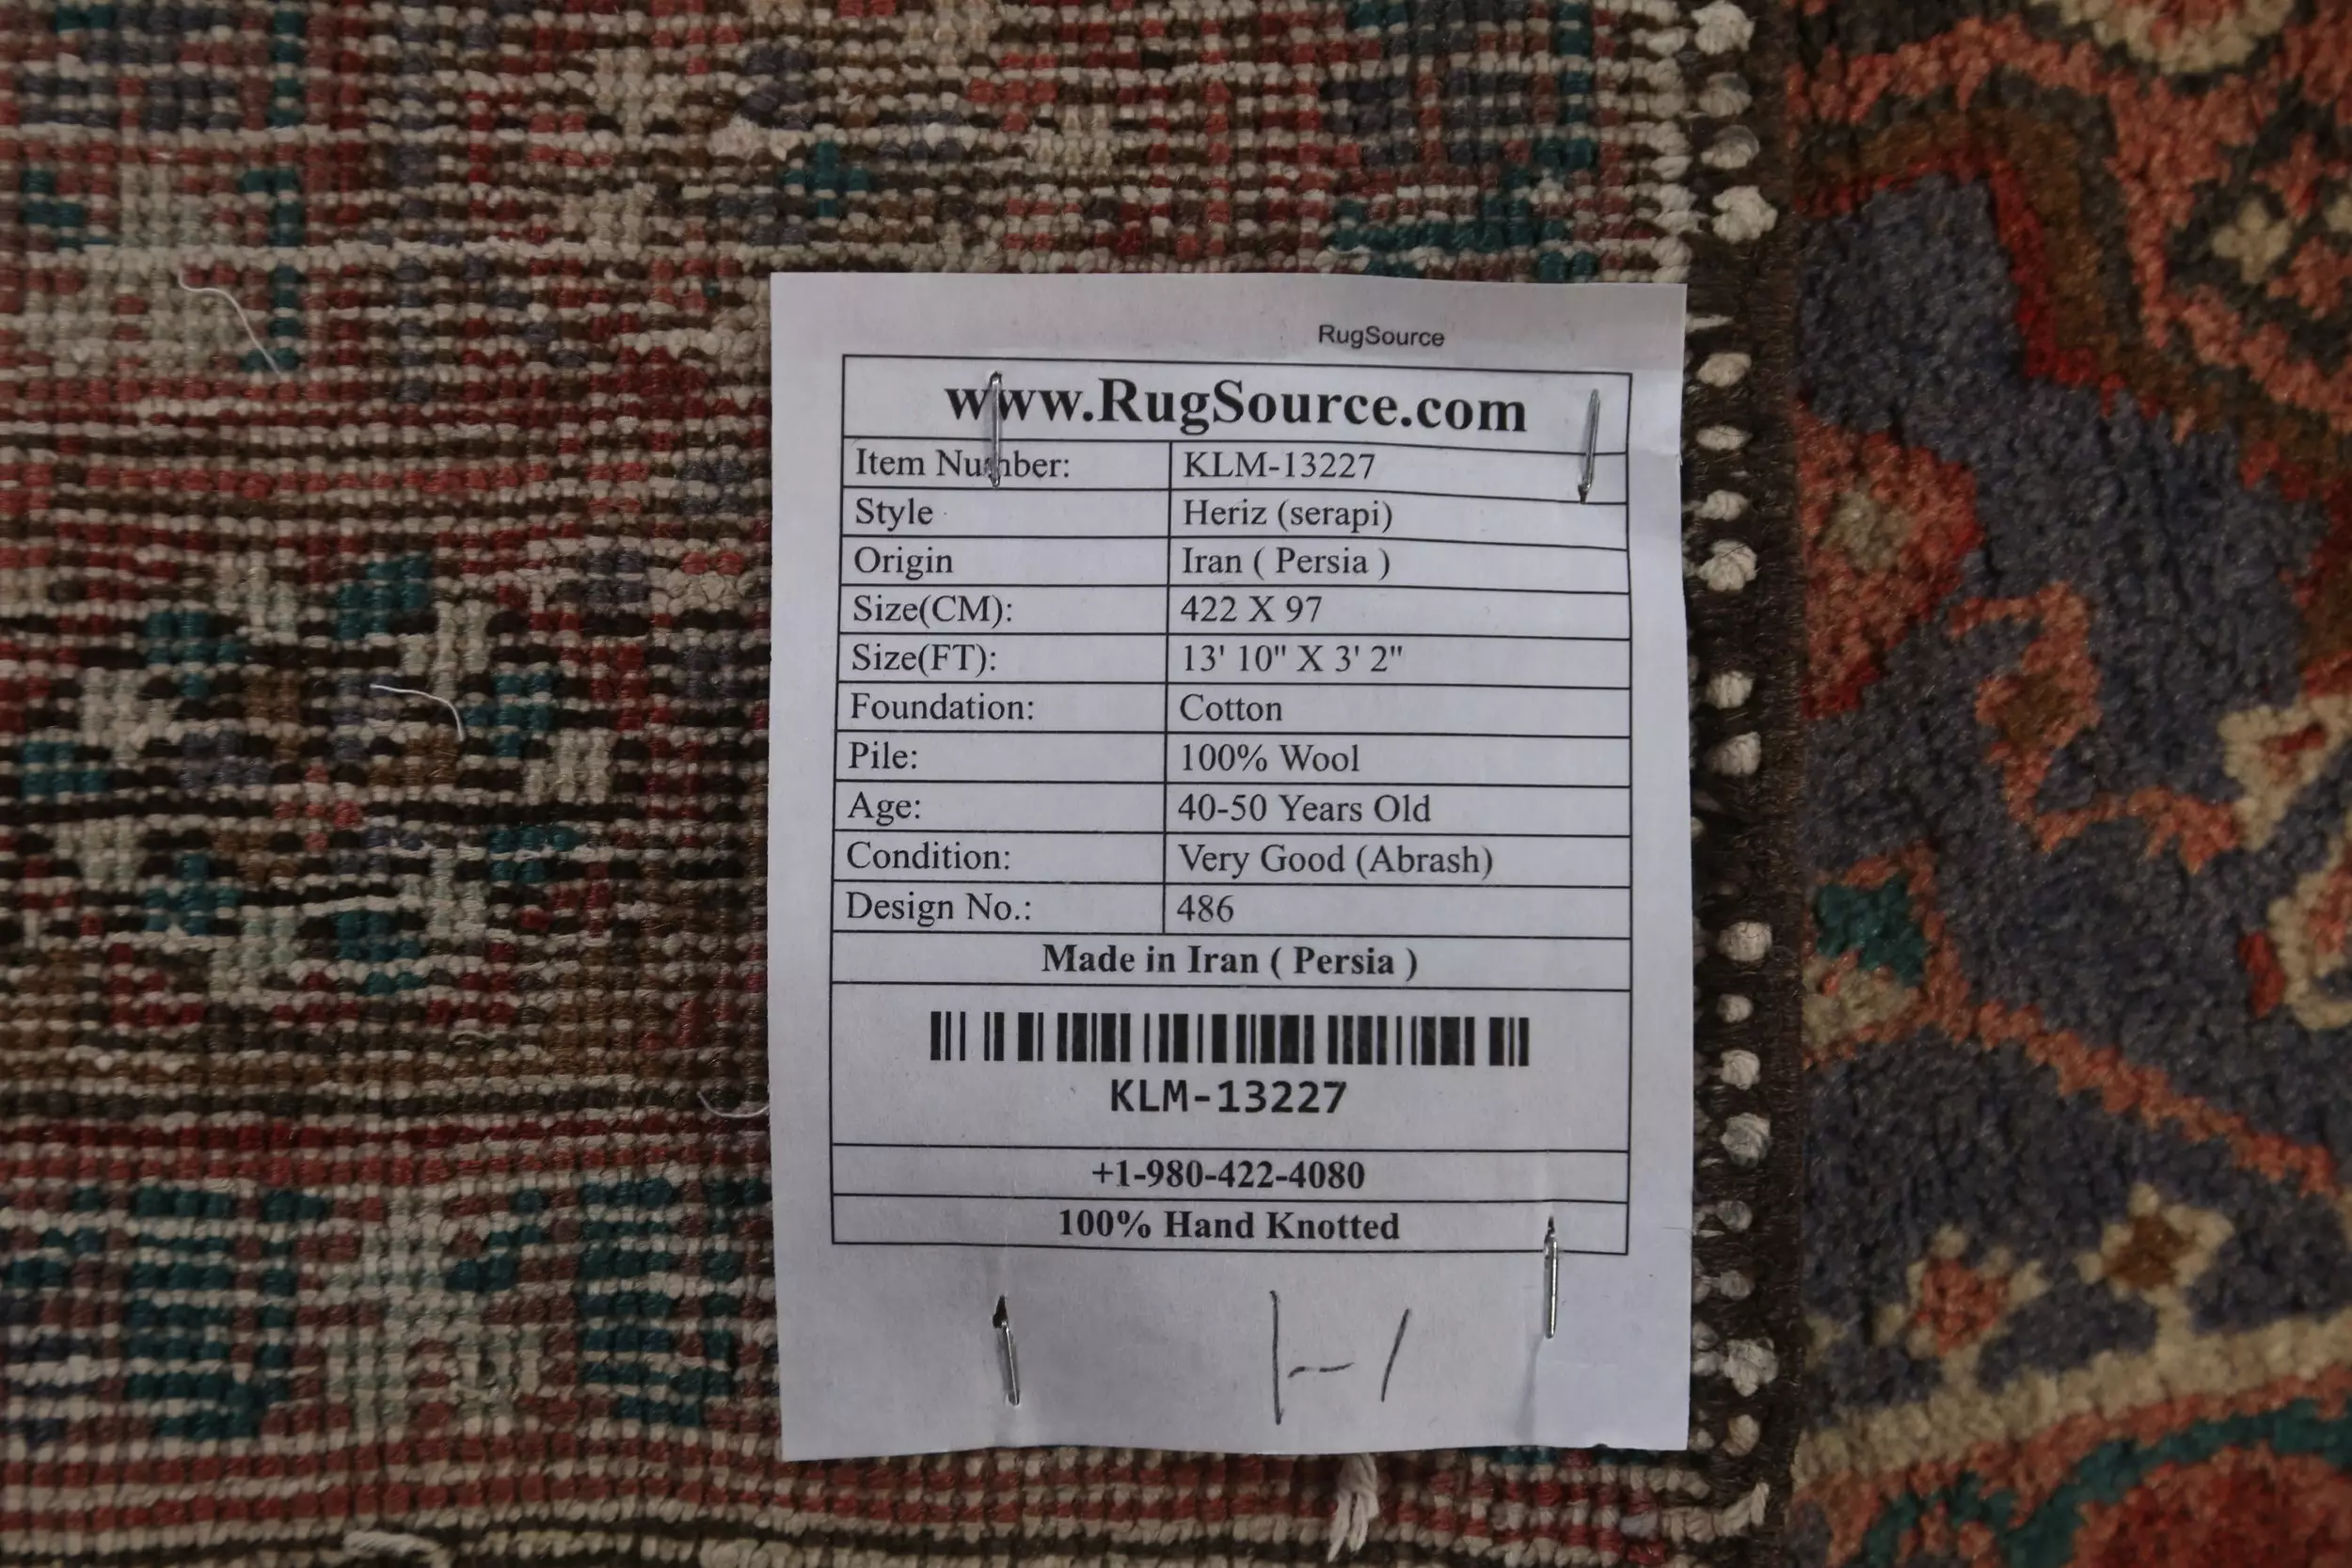 RugSource
www.RugSource.com
Item Number: KLM-13227
Style Heriz (serapi)
Origin Iran ( Persia )
Size(CM): 422 X 97
Size(FT): 13' 10" X 3' 2"
Foundation: Cotton
Pile: 100% Wool
Age: 40-50 Years Old
Condition: Very Good (Abrash)
Design No.: 486
Made in Iran ( Persia )
KLM-13227
+1-980-422-4080
100% Hand Knotted
1-1